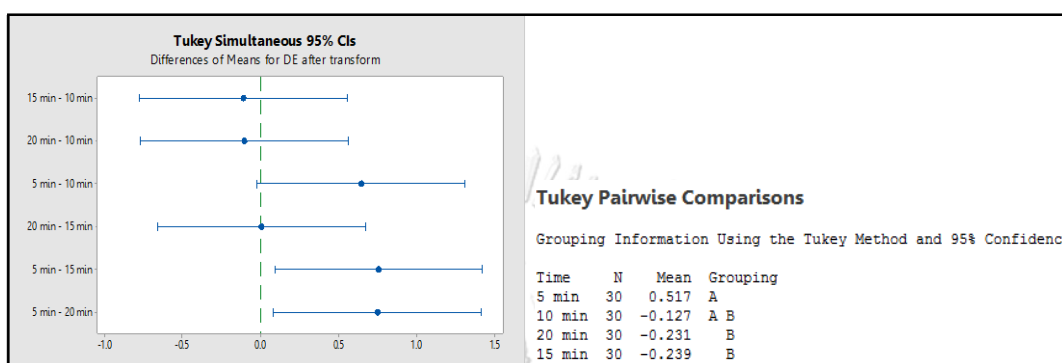 Tukey Simultaneous 95% CIs
Differences of Means for DE after transform
15 min - 10 min
20 min - 10 min
5 min - 10 min
20 min - 15 min
5 min - 15 min
5 min - 20 min
-1.0 -0.5 0.0 0.5 1.0 1.5
Tukey Pairwise Comparisons
Grouping Information Using the Tukey Method and 95% Confidenc
Time N Mean Grouping
5 min 30 0.517 A
10 min 30 -0.127 A B
20 min 30 -0.231 B
15 min 30 -0.239 B